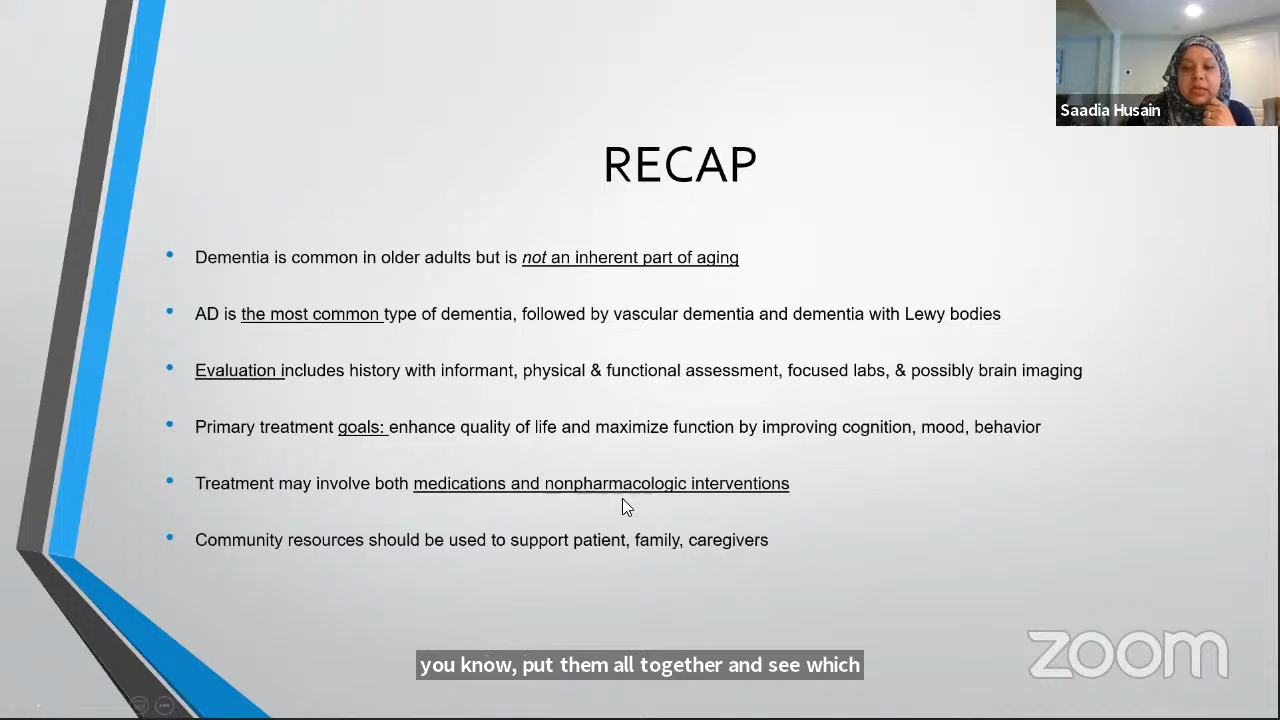 Saadia Husain
RECAP
• Dementia is common in older adults but is not an inherent part of aging
• AD is the most common type of dementia, followed by vascular dementia and dementia with Lewy bodies
• Evaluation includes history with informant, physical & functional assessment, focused labs, & possibly brain imaging
• Primary treatment goals: enhance quality of life and maximize function by improving cognition, mood, behavior
• Treatment may involve both medications and nonpharmacologic interventions
• Community resources should be used to support patient, family, caregivers
you know, put them all together and see which
zoom